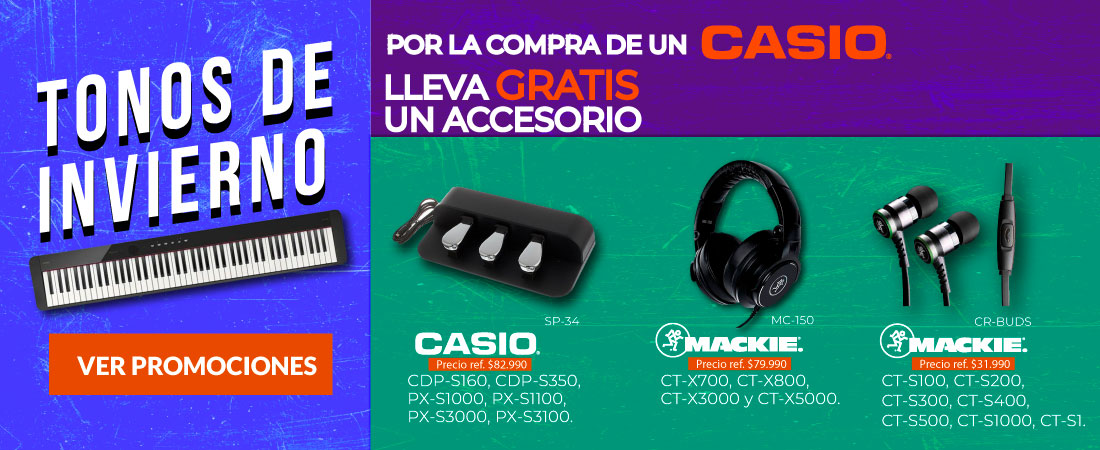 TONOS DE
INVIERNO
VER PROMOCIONES
POR LA COMPRA DE UN CASIO.
LLEVA GRATIS
UN ACCESORIO
SP-34
CASIO.
Precio ref. $82.990
CDP-S160, CDP-S350,
PX-S1000, PX-S1100,
PX-S3000, PX-S3100.
MC-150
MACKIE.
Precio ref. $79.990
CT-X700, CT-X800,
CT-X3000 y CT-X5000.
CR-BUDS
MACKIE.
Precio ref. $31.990
CT-S100, CT-S200,
CT-S300, CT-S400,
CT-S500, CT-S1000, CT-S1.